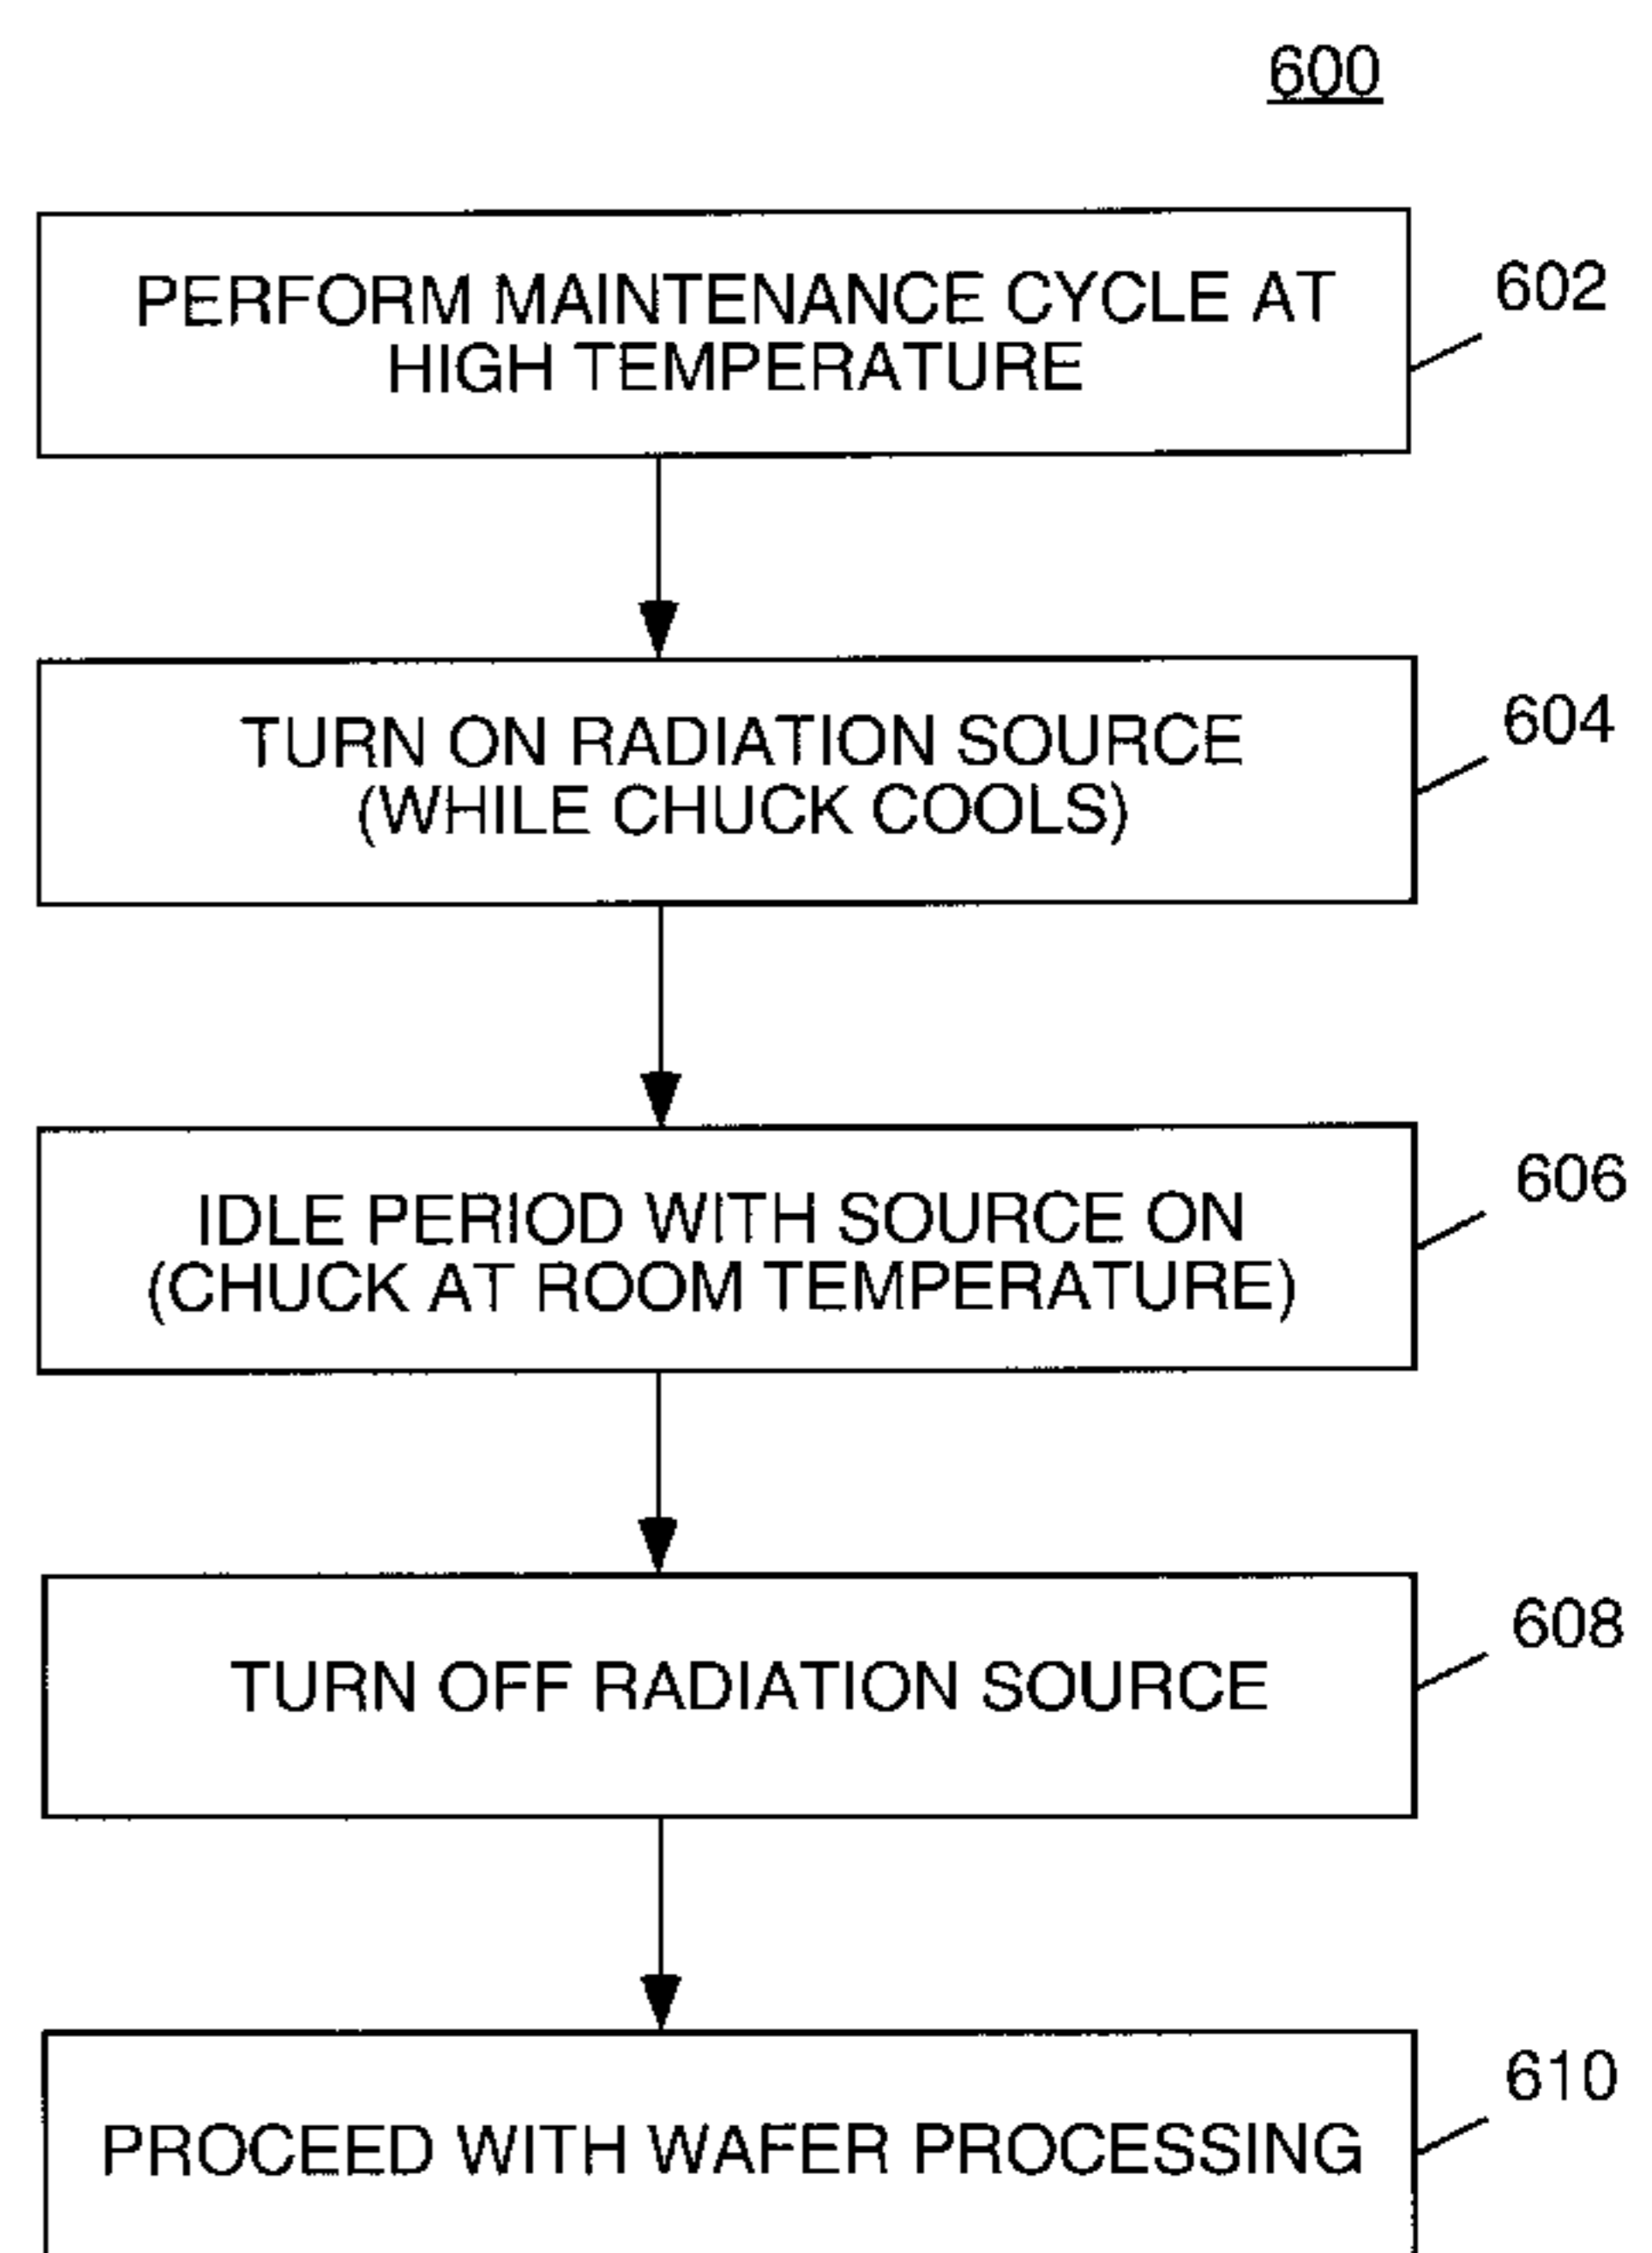 600
PERFORM MAINTENANCE CYCLE AT
HIGH TEMPERATURE
602
TURN ON RADIATION SOURCE
(WHILE CHUCK COOLS)
604
IDLE PERIOD WITH SOURCE ON
(CHUCK AT ROOM TEMPERATURE)
606
TURN OFF RADIATION SOURCE
608
PROCEED WITH WAFER PROCESSING
610